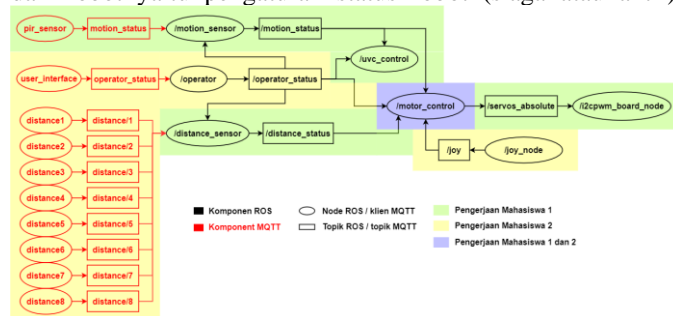 pir_sensor motion_status /motion_sensor /motion_status
/uvc_control
user_interface operator_status /operator /operator_status
/motor_control /servos_absolute /i2cpwm_board_node
distance1 distance/1
/distance_sensor /distance_status
distance2 distance/2
/joy /joy_node
distance3 distance/3
distance4 distance/4
distance5 distance/5
distance6 distance/6
distance7 distance/7
distance8 distance/8
Komponen ROS Node ROS / klien MQTT Pengerjaan Mahasiswa 1
Komponent MQTT Topik ROS / topik MQTT Pengerjaan Mahasiswa 2
Pengerjaan Mahasiswa 1 dan 2